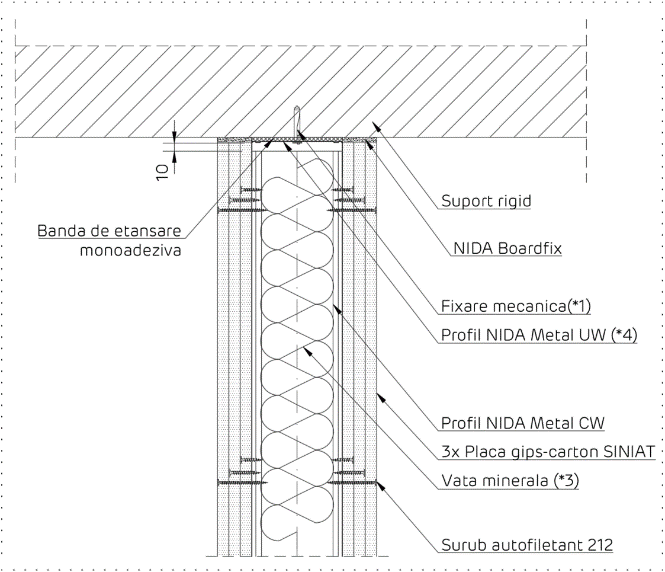 10
Banda de etansare
monoadeziva
Suport rigid
NIDA Boardfix
Fixare mecanica(*1)
Profil NIDA Metal UW (*4)
Profil NIDA Metal CW
3x Placa gips-carton SINIAT
Vata minerala (*3)
Surub autofiletant 212